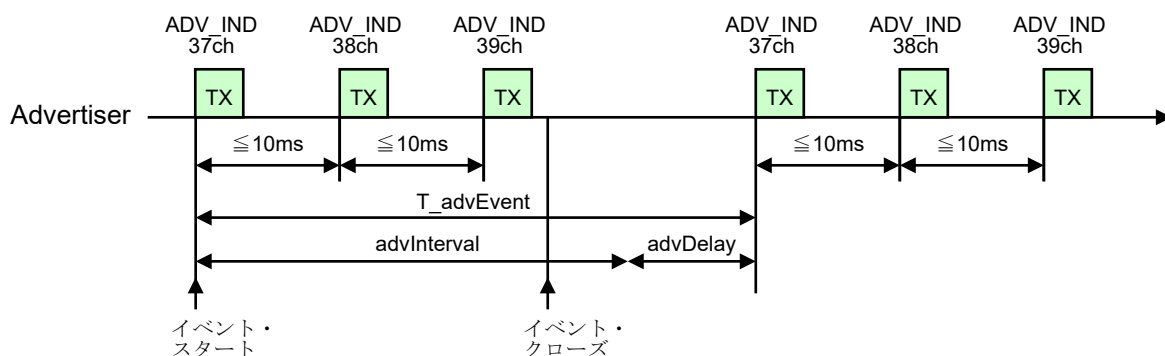 ADV_IND
37ch
ADV_IND
38ch
ADV_IND
39ch
ADV_IND
37ch
ADV_IND
38ch
ADV_IND
39ch
TX
TX
TX
TX
TX
TX
Advertiser
≦10ms
≦10ms
≦10ms
≦10ms
T_advEvent
advInterval
advDelay
イベント・
スタート
イベント・
クローズ